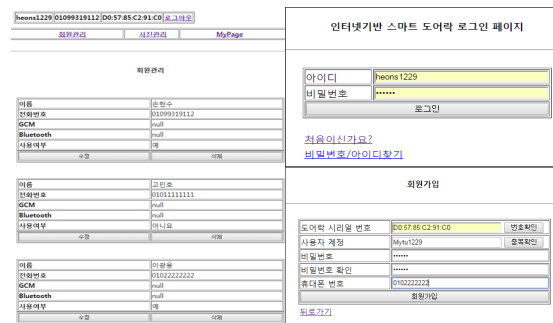 heons1229 01099319112 D0:57:85:C2:91:C0 로그아웃
회원관리 사진관리 MyPage
회원관리
이름 손현수
전화번호 01099319112
GCM null
Bluetooth null
사용여부 예
수정 삭제
이름 고민호
전화번호 01011111111
GCM null
Bluetooth null
사용여부 아니요
수정 삭제
이름 이광용
전화번호 01022222222
GCM null
Bluetooth null
사용여부 예
수정 삭제
인터넷기반 스마트 도어락 로그인 페이지
아이디 heons1229
비밀번호 ••••••
로그인
처음이신가요?
비밀번호/아이디찾기
회원가입
도어락 시리얼 번호 D0:57:85:C2:91:C0 번호확인
사용자 계정 Mytu1229 중복확인
비밀번호 ••••••
비밀번호 확인 ••••••
휴대폰 번호 0102222222
회원가입
뒤로가기